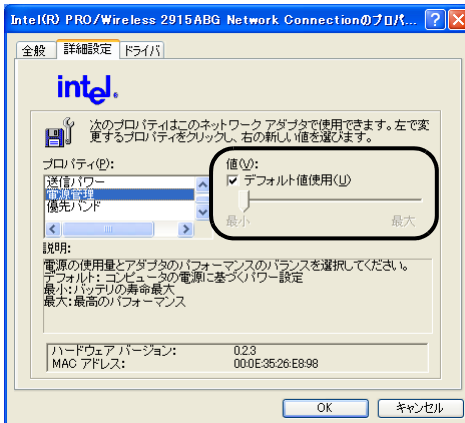 Intel(R) PRO/Wireless 2915ABG Network Connectionのプロパ...
全般
詳細設定
ドライバ
intel.
次のプロパティはこのネットワーク アダプタで使用できます。左で変
更するプロパティをクリックし、右の新しい値を選びます。
プロパティ(P):
送信パワー
電源管理
優先バンド
値(V):
デフォルト値使用(U)
最小
最大
説明:
電源の使用量とアダプタのパフォーマンスのバランスを選択してください。
デフォルト: コンピュータの電源に基づくパワー設定
最小:バッテリの寿命最大
最大:最高のパフォーマンス
ハードウェア バージョン: 0.2.3
MAC アドレス: 00:0E:35:26:E8:98
OK
キャンセル